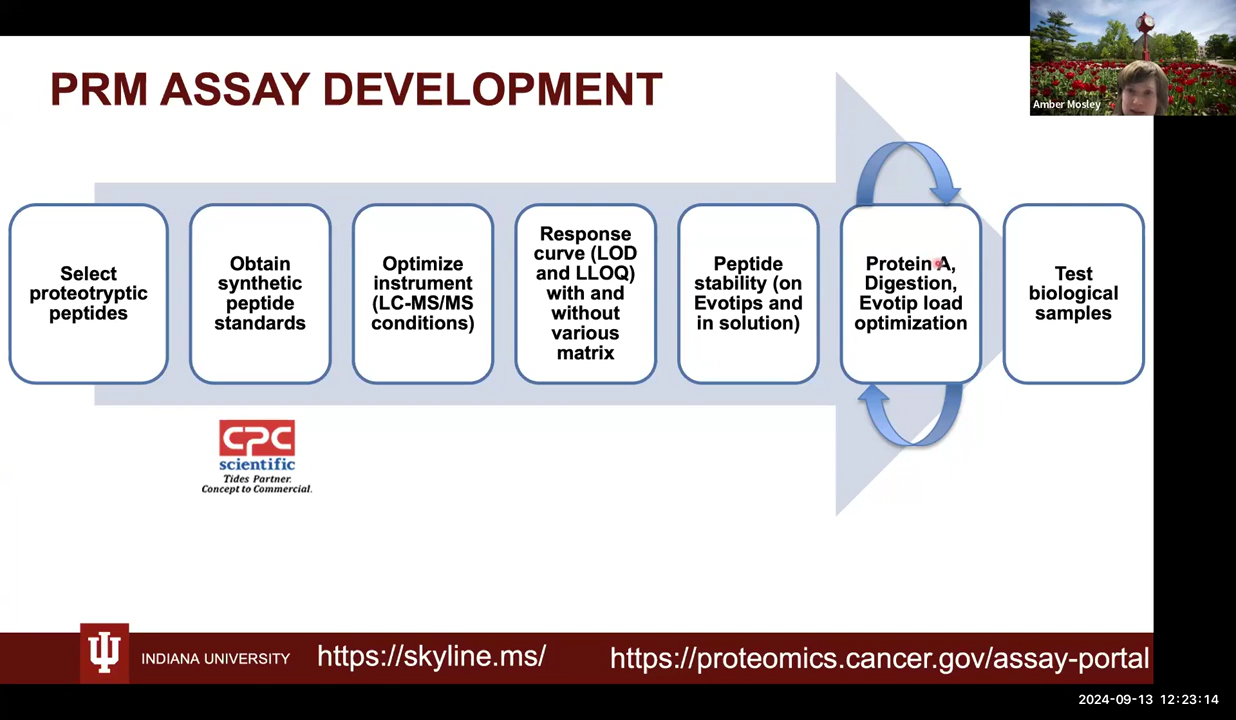 PRM ASSAY DEVELOPMENT
Amber Mosley
Select
proteotryptic
peptides
Obtain
synthetic
peptide
standards
Optimize
instrument
(LC-MS/MS
conditions)
Response
curve (LOD
and LLOQ)
with and
without
various
matrix
Peptide
stability (on
Evotips and
in solution)
Protein A,
Digestion,
Evotip load
optimization
Test
biological
samples
CPC
scientific
Tides Partner.
Concept to Commercial.
INDIANA UNIVERSITY
https://skyline.ms/
https://proteomics.cancer.gov/assay-portal
2024-09-13 12:23:14